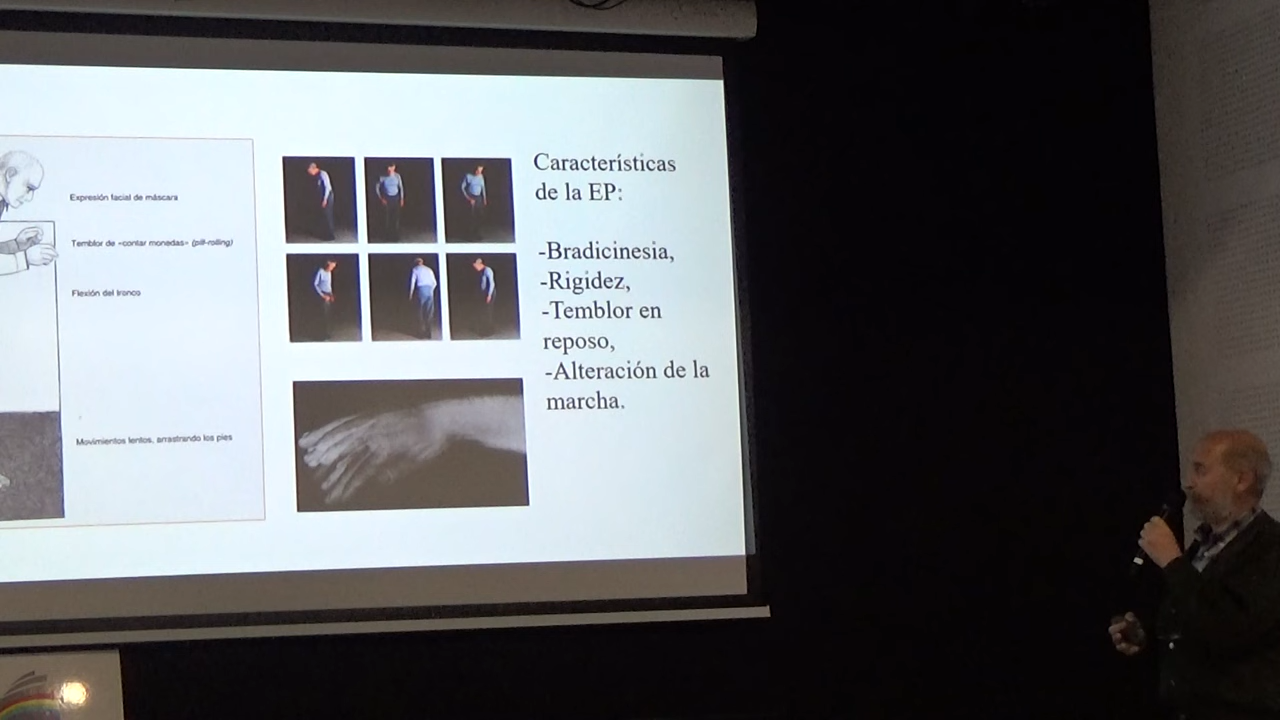 Expresión facial de máscara
Temblor de «contar monedas» (pill-rolling)
Flexión del tronco
Movimientos lentos, arrastrando los pies
Características
de la EP:
-Bradicinesia,
-Rigidez,
-Temblor en
reposo,
-Alteración de la
marcha.